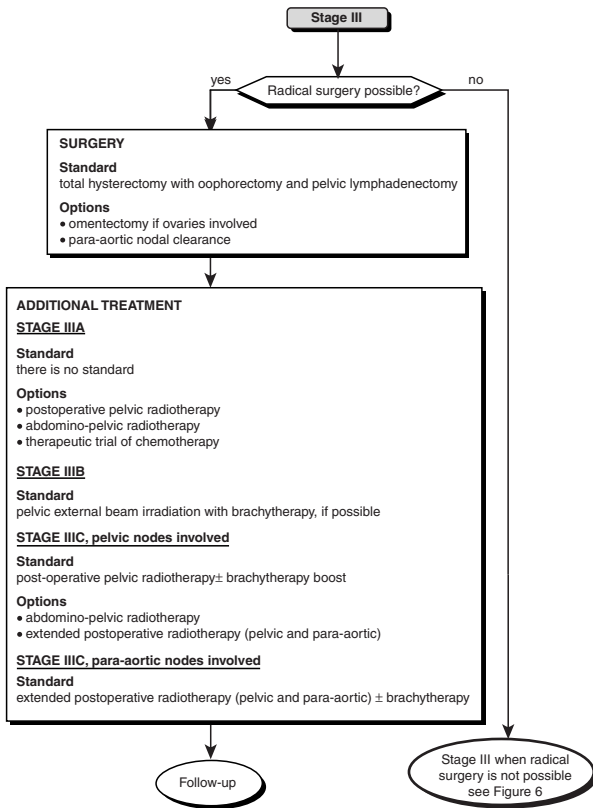 Stage III
Radical surgery possible?
yes
no
SURGERY
Standard
total hysterectomy with oophorectomy and pelvic lymphadenectomy
Options
• omentectomy if ovaries involved
• para-aortic nodal clearance
ADDITIONAL TREATMENT
STAGE IIIA
Standard
there is no standard
Options
• postoperative pelvic radiotherapy
• abdomino-pelvic radiotherapy
• therapeutic trial of chemotherapy
STAGE IIIB
Standard
pelvic external beam irradiation with brachytherapy, if possible
STAGE IIIC, pelvic nodes involved
Standard
post-operative pelvic radiotherapy± brachytherapy boost
Options
• abdomino-pelvic radiotherapy
• extended postoperative radiotherapy (pelvic and para-aortic)
STAGE IIIC, para-aortic nodes involved
Standard
extended postoperative radiotherapy (pelvic and para-aortic) ± brachytherapy
Follow-up
Stage III when radical
surgery is not possible
see Figure 6